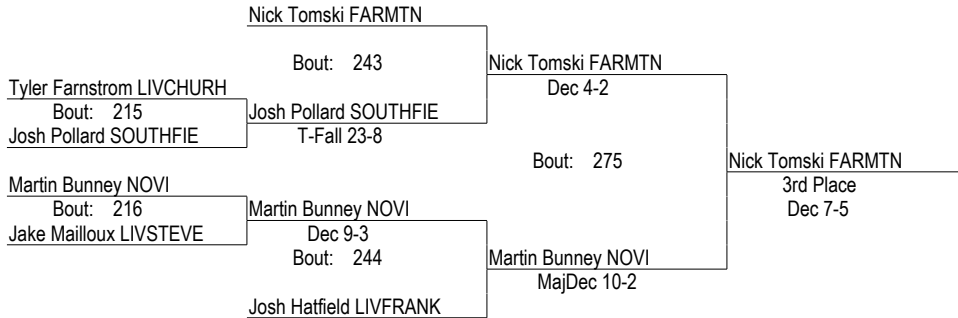 Nick Tomski FARMTN
Bout: 243
Nick Tomski FARMTN
Dec 4-2
Tyler Farnstrom LIVCHURH
Bout: 215
Josh Pollard SOUTHFIE
Josh Pollard SOUTHFIE
T-Fall 23-8
Bout: 275
Nick Tomski FARMTN
3rd Place
Dec 7-5
Martin Bunney NOVI
Bout: 216
Jake Mailloux LIVSTEVE
Martin Bunney NOVI
Dec 9-3
Bout: 244
Martin Bunney NOVI
MajDec 10-2
Josh Hatfield LIVFRANK